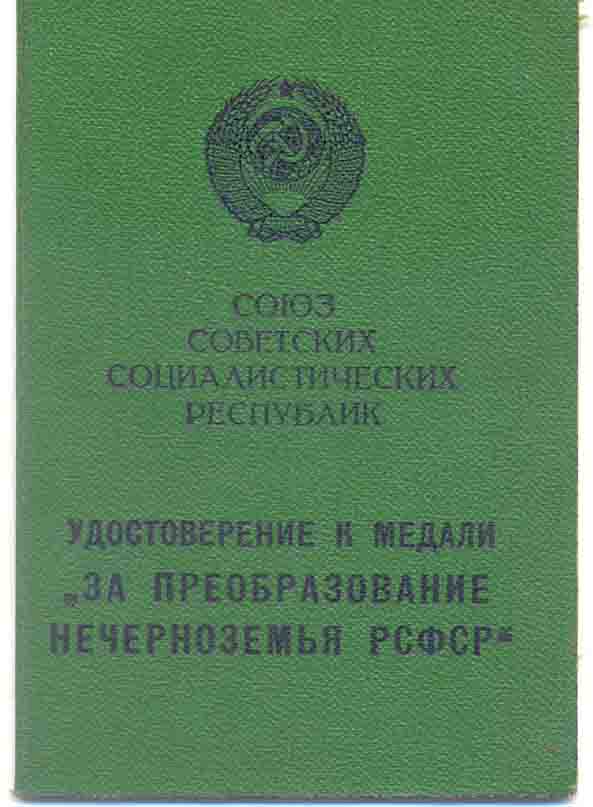 СОЮЗ
СОВЕТСКИХ
СОЦИАЛИСТИЧЕСКИХ
РЕСПУБЛИК
УДОСТОВЕРЕНИЕ К МЕДАЛИ
„ЗА ПРЕОБРАЗОВАНИЕ
НЕЧЕРНОЗЕМЬЯ РСФСР“